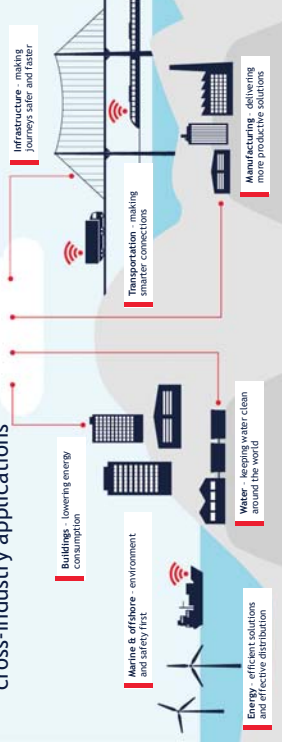 cross-industry applications
Infrastructure - making
journeys safer and faster
Transportation - making
smarter connections
Manufacturing - delivering
more productive solutions
Buildings - lowering energy
consumption
Water - keeping water clean
around the world
Marine & offshore - environment
and safety first
Energy - efficient solutions
and effective distribution